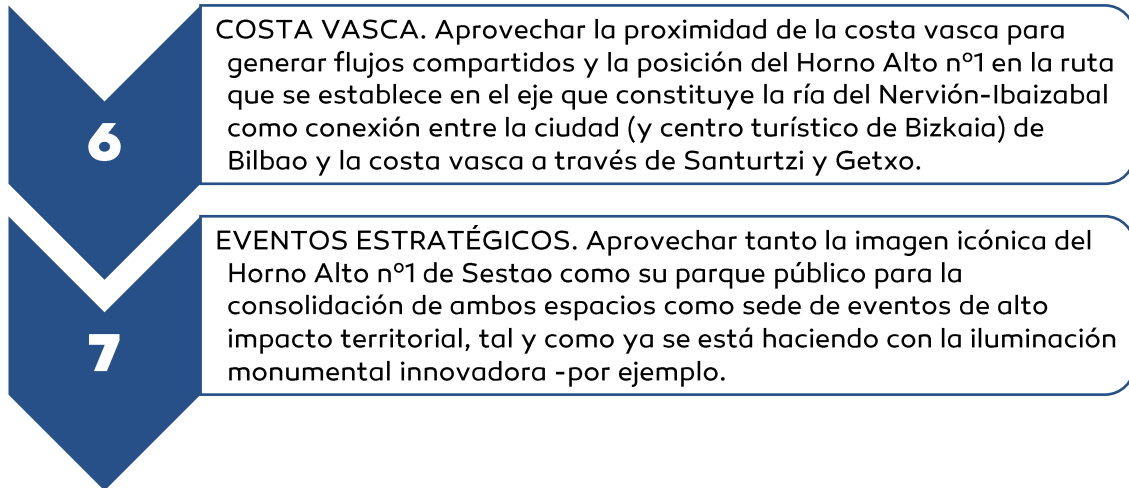 6
COSTA VASCA. Aprovechar la proximidad de la costa vasca para
generar flujos compartidos y la posición del Horno Alto nº1 en la ruta
que se establece en el eje que constituye la ría del Nervión-Ibaizabal
como conexión entre la ciudad (y centro turístico de Bizkaia) de
Bilbao y la costa vasca a través de Santurtzi y Getxo.
7
EVENTOS ESTRATÉGICOS. Aprovechar tanto la imagen icónica del
Horno Alto nº1 de Sestao como su parque público para la
consolidación de ambos espacios como sede de eventos de alto
impacto territorial, tal y como ya se está haciendo con la iluminación
monumental innovadora -por ejemplo.